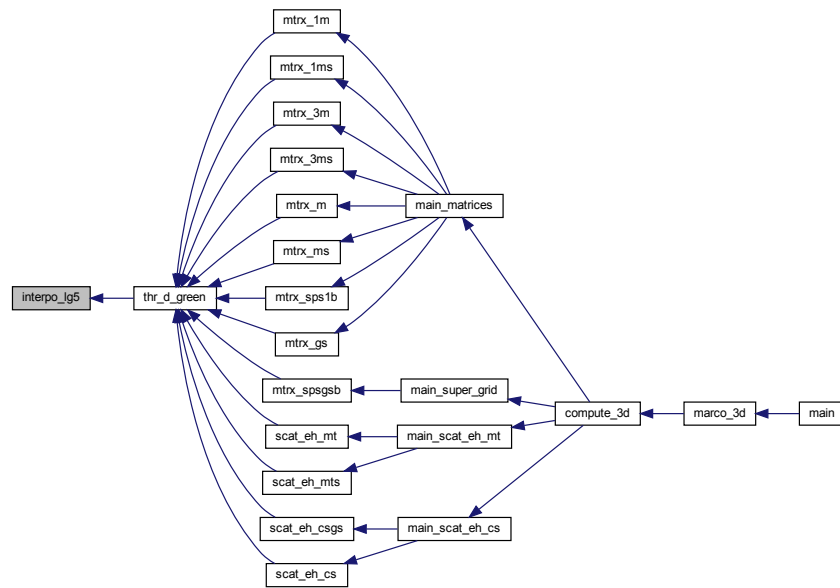 mtrx_1m
mtrx_1ms
mtrx_3m
mtrx_3ms
mtrx_m
main_matrices
mtrx_ms
interpo_lg5
thr_d_green
mtrx_sps1b
mtrx_gs
mtrx_spsgsb
main_super_grid
compute_3d
marco_3d
main
scat_eh_mt
main_scat_eh_mt
scat_eh_mts
scat_eh_csgs
main_scat_eh_cs
scat_eh_cs